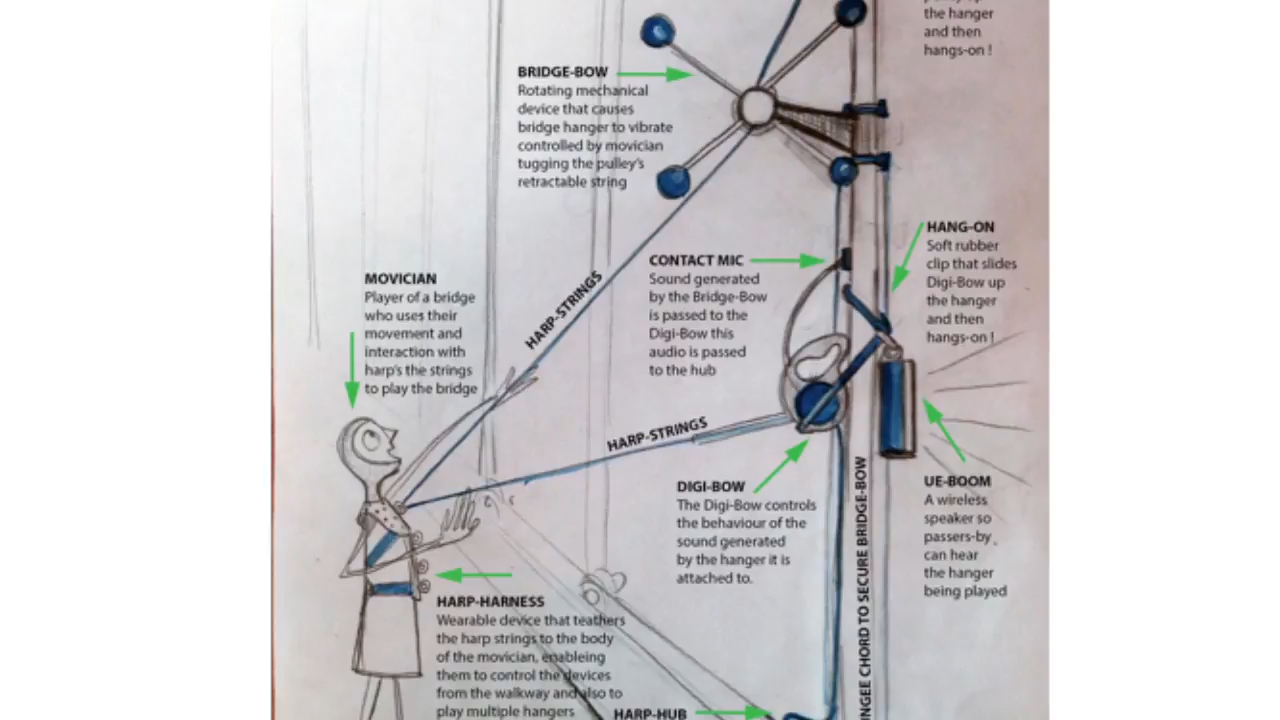 the hanger
and then
hangs-on !
BRIDGE-BOW
Rotating mechanical
device that causes
bridge hanger to vibrate
controlled by movician
tugging the pulley's
retractable string
HANG-ON
Soft rubber
clip that slides
Digi-Bow up
the hanger
and then
hangs-on !
CONTACT MIC
Sound generated
by the Bridge-Bow
is passed to the
Digi-Bow this
audio is passed
to the hub
MOVICIAN
Player of a bridge
who uses their
movement and
interaction with
harp's the strings
to play the bridge
HARP-STRINGS
HARP-STRINGS
DIGI-BOW
The Digi-Bow controls
the behaviour of the
sound generated
by the hanger it is
attached to.
UE-BOOM
A wireless
speaker so
passers-by
can hear
the hanger
being played
INGEE CHORD TO SECURE BRIDGE-BOW
HARP-HARNESS
Wearable device that teathers
the harp strings to the body
of the movician, enableing
them to control the devices
from the walkway and also to
play multiple hangers
HARP-HUB